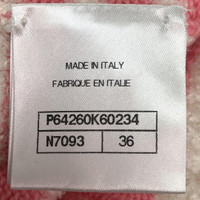 MADE IN ITALY
FABRIQUE EN ITALIE
P64260K60234
N7093 36